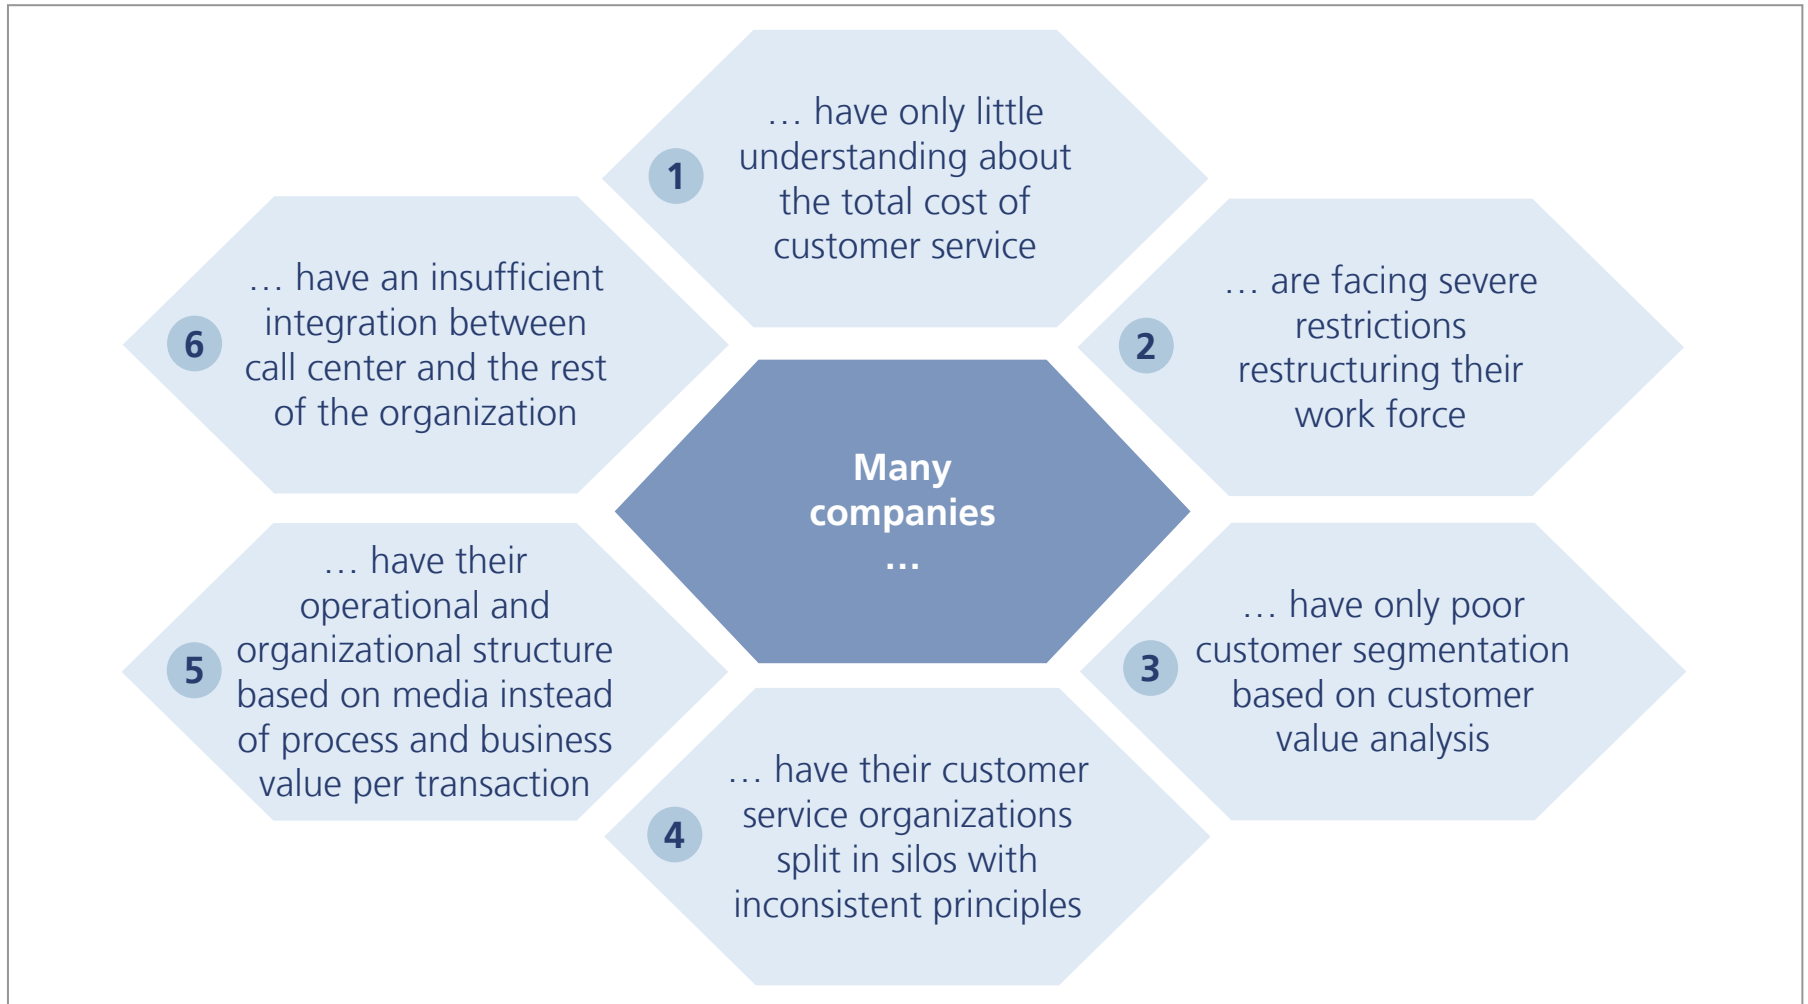 Many
companies
...
1
... have only little
understanding about
the total cost of
customer service
2
... are facing severe
restrictions
restructuring their
work force
3
... have only poor
customer segmentation
based on customer
value analysis
4
... have their customer
service organizations
split in silos with
inconsistent principles
5
... have their
operational and
organizational structure
based on media instead
of process and business
value per transaction
6
... have an insufficient
integration between
call center and the rest
of the organization